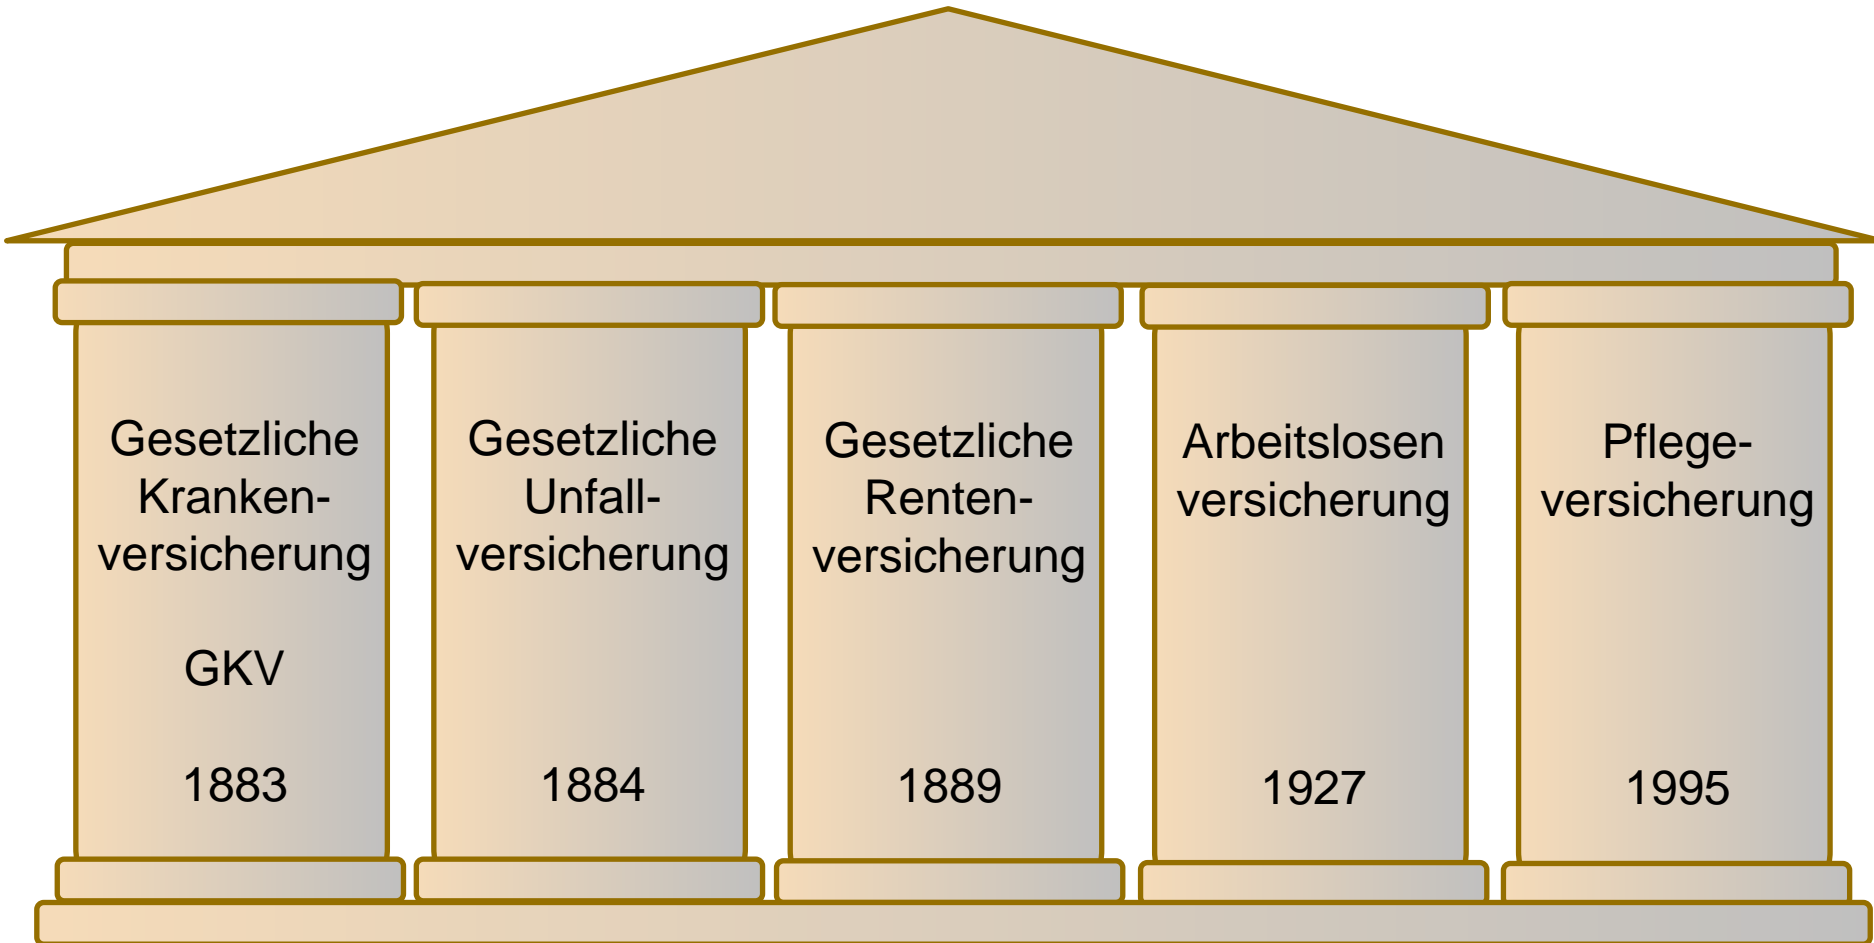 Gesetzliche
Kranken-
versicherung
GKV
1883
Gesetzliche
Unfall-
versicherung
1884
Gesetzliche
Renten-
versicherung
1889
Arbeitslosen
versicherung
1927
Pflege-
versicherung
1995